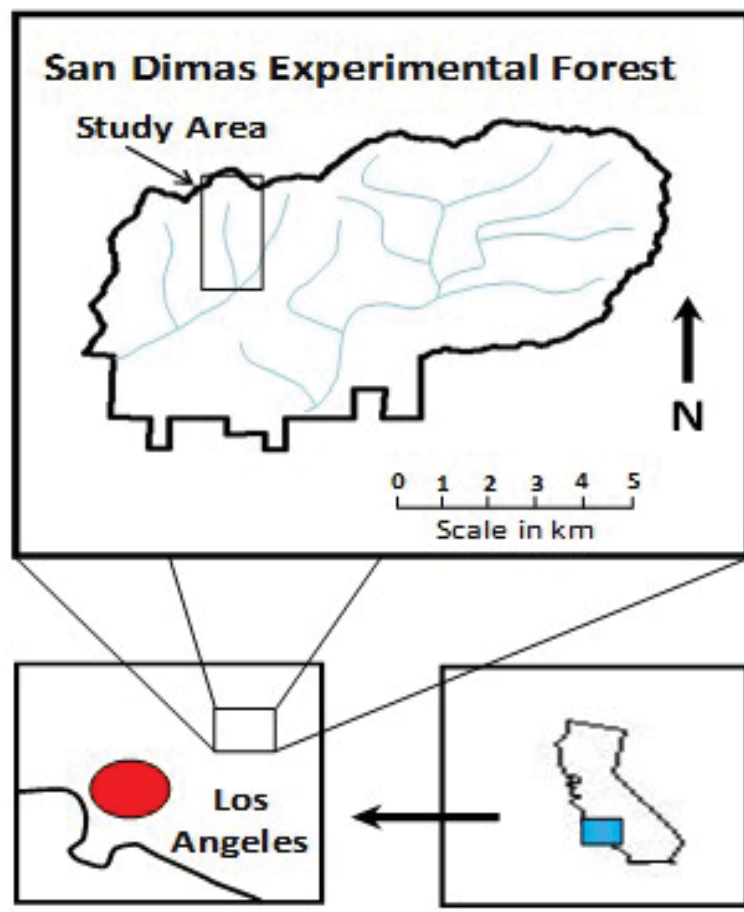 San Dimas Experimental Forest
Study Area
N
0 1 2 3 4 5
Scale in km
Los
Angeles